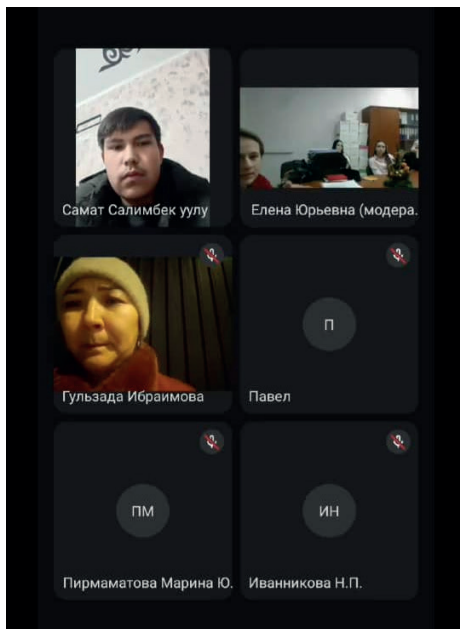 Самат Салимбек уулу
Елена Юрьевна (модера.
Гульзада Ибраимова
П
Павел
ПМ
Пирмаматова Марина Ю.
ИН
Иванникова Н.П.